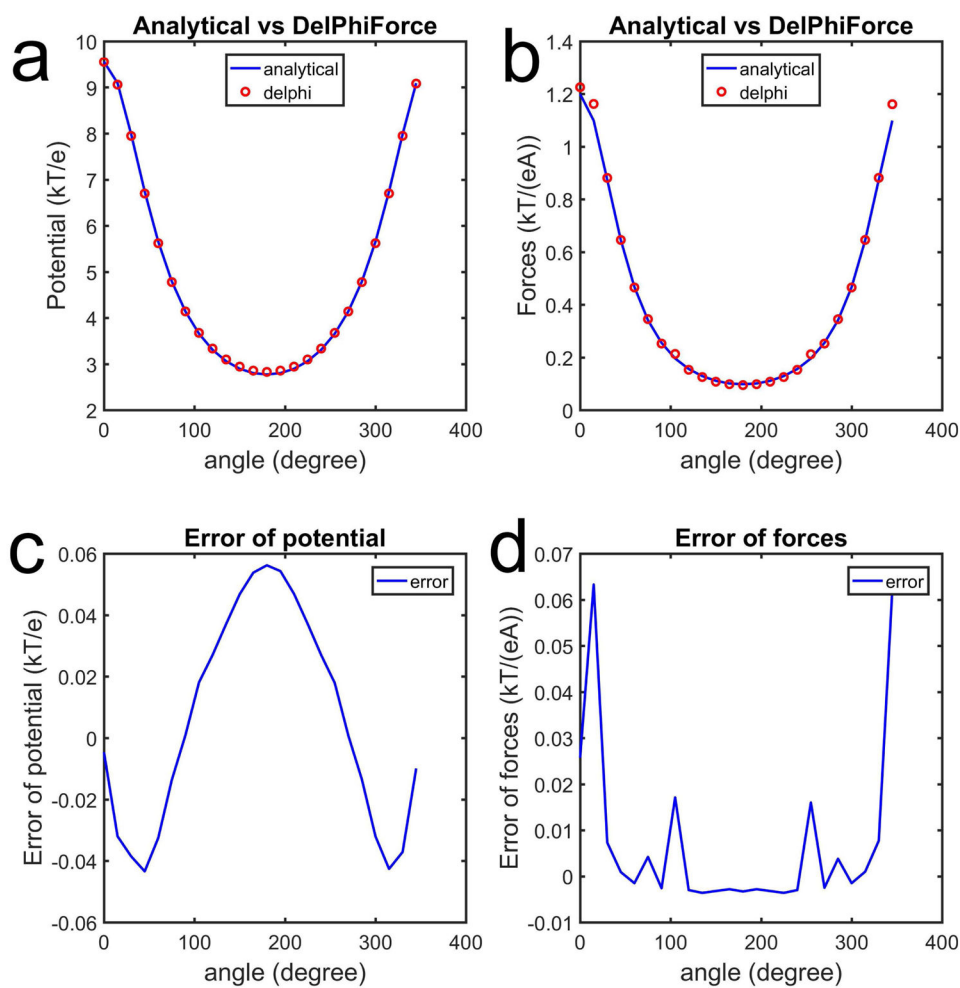 a
Analytical vs DelPhiForce
10
9
8
7
6
5
4
3
2
Potential (kT/e)
analytical
delphi
0
100
200
300
400
angle (degree)
b
Analytical vs DelPhiForce
1.4
1.2
1
0.8
0.6
0.4
0.2
0
Forces (kT/(eA))
analytical
delphi
0
100
200
300
400
angle (degree)
c
Error of potential
0.06
0.04
0.02
0
-0.02
-0.04
-0.06
Error of potential (kT/e)
error
0
100
200
300
400
angle (degree)
d
Error of forces
0.07
0.06
0.05
0.04
0.03
0.02
0.01
0
-0.01
Error of forces (kT/(eA))
error
0
100
200
300
400
angle (degree)